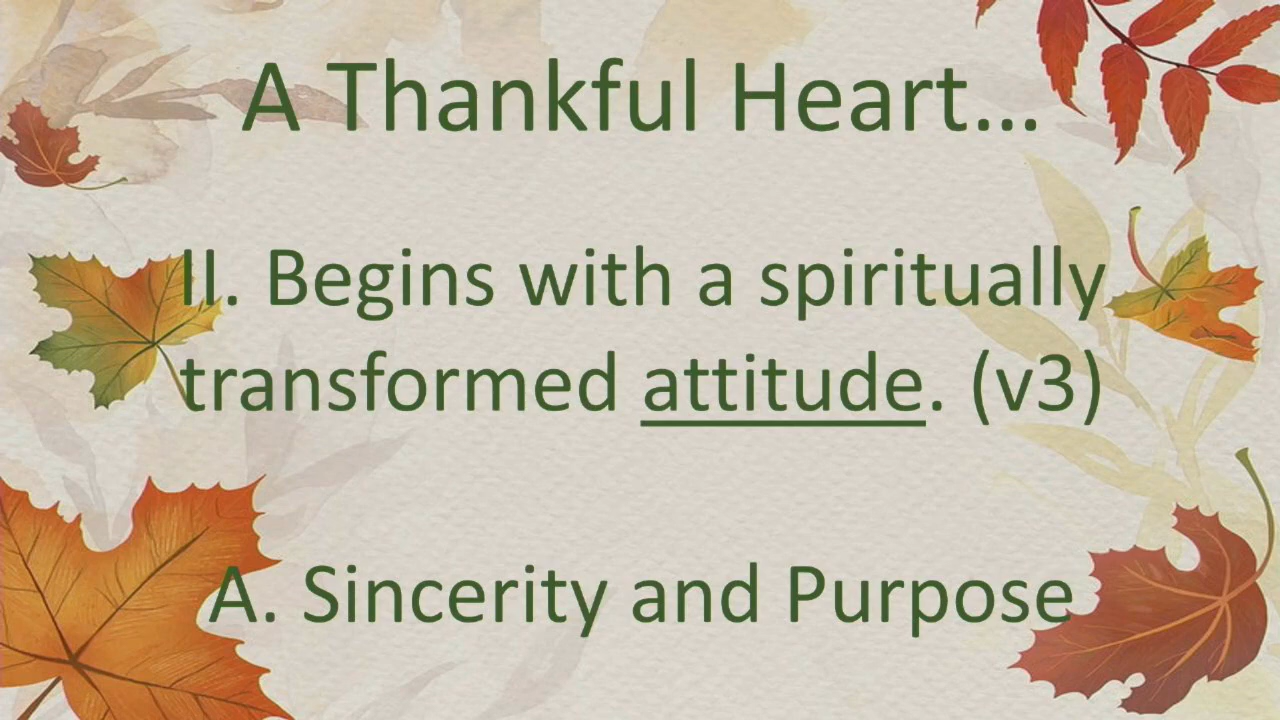 A Thankful Heart...
II. Begins with a spiritually
transformed attitude. (v3)
A. Sincerity and Purpose